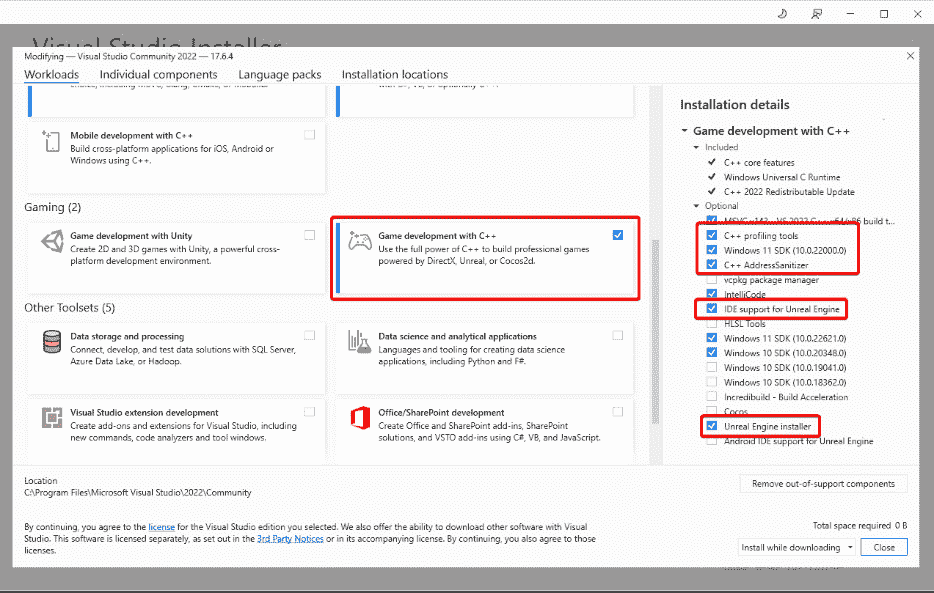 Visual Studio Installer
Modifying — Visual Studio Community 2022 — 17.6.4
Workloads Individual components Language packs Installation locations
Mobile development with C++
Build cross-platform applications for iOS, Android or
Windows using C++.
Gaming (2)
Game development with Unity
Create 2D and 3D games with Unity, a powerful cross-
platform development environment.
Game development with C++
Use the full power of C++ to build professional games
powered by DirectX, Unreal, or Cocos2d.
Other Toolsets (5)
Data storage and processing
Connect, develop, and test data solutions with SQL Server,
Azure Data Lake, or Hadoop.
Data science and analytical applications
Languages and tooling for creating data science
applications, including Python and F#.
Visual Studio extension development
Create add-ons and extensions for Visual Studio, including
new commands, code analyzers and tool windows.
Office/SharePoint development
Create Office and SharePoint add-ins, SharePoint
solutions, and VSTO add-ins using C#, VB, and JavaScript.
Installation details
Game development with C++
Included
C++ core features
Windows Universal C Runtime
C++ 2022 Redistributable Update
Optional
build t...
C++ profiling tools
Windows 11 SDK (10.0.22000.0)
C++ AddressSanitizer
vcpkg package manager
IntelliCode
IDE support for Unreal Engine
HLSL Tools
Windows 11 SDK (10.0.22621.0)
Windows 10 SDK (10.0.20348.0)
Windows 10 SDK (10.0.19041.0)
Windows 10 SDK (10.0.18362.0)
Incredibuild - Build Acceleration
Cocos
Unreal Engine installer
Android IDE support for Unreal Engine
Location
C:\Program Files\Microsoft Visual Studio\2022\Community
Remove out-of-support components
By continuing, you agree to the license for the Visual Studio edition you selected. We also offer the ability to download other software with Visual
Studio. This software is licensed separately, as set out in the 3rd Party Notices or in its accompanying license. By continuing, you also agree to those
licenses.
Total space required 0 B
Install while downloading Close